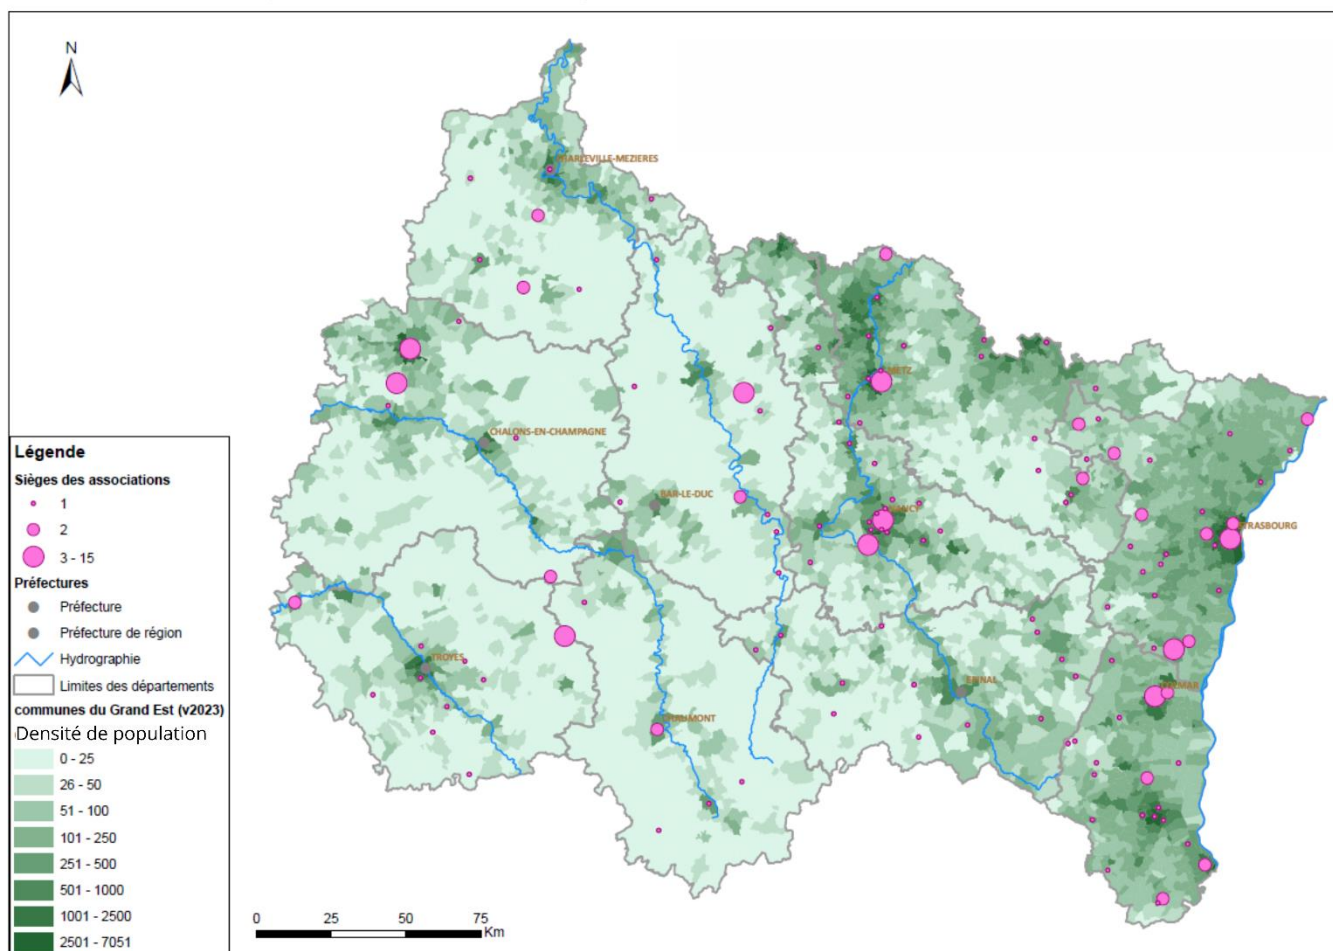 N
CHARLEVILLE-MEZIERES
METZ
CHALONS-EN-CHAMPAGNE
BAR-LE-DUC
NANCY
STRASBOURG
TROYES
EPINAL
COLMAR
CHAUMONT
Légende
Sièges des associations
1
2
3 - 15
Préfectures
Préfecture
Préfecture de région
Hydrographie
Limites des départements
communes du Grand Est (v2023)
Densité de population
0 - 25
26 - 50
51 - 100
101 - 250
251 - 500
501 - 1000
1001 - 2500
2501 - 7051
0 25 50 75
Km